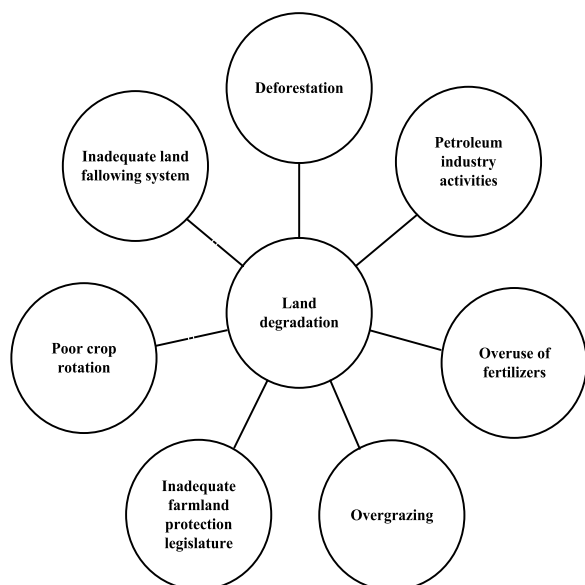 Deforestation
Petroleum
industry
activities
Inadequate land
fallowing system
Land
degradation
Poor crop
rotation
Overuse of
fertilizers
Inadequate
farmland
protection
legislature
Overgrazing